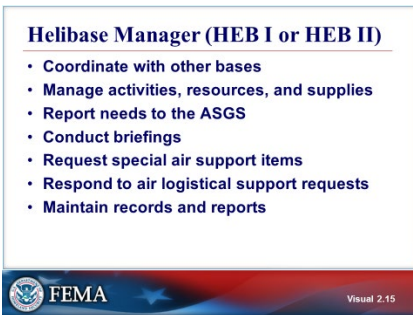 Helibase Manager (HEB I or HEB II)
• Coordinate with other bases
• Manage activities, resources, and supplies
• Report needs to the ASGS
• Conduct briefings
• Request special air support items
• Respond to air logistical support requests
• Maintain records and reports
FEMA
Visual 2.15